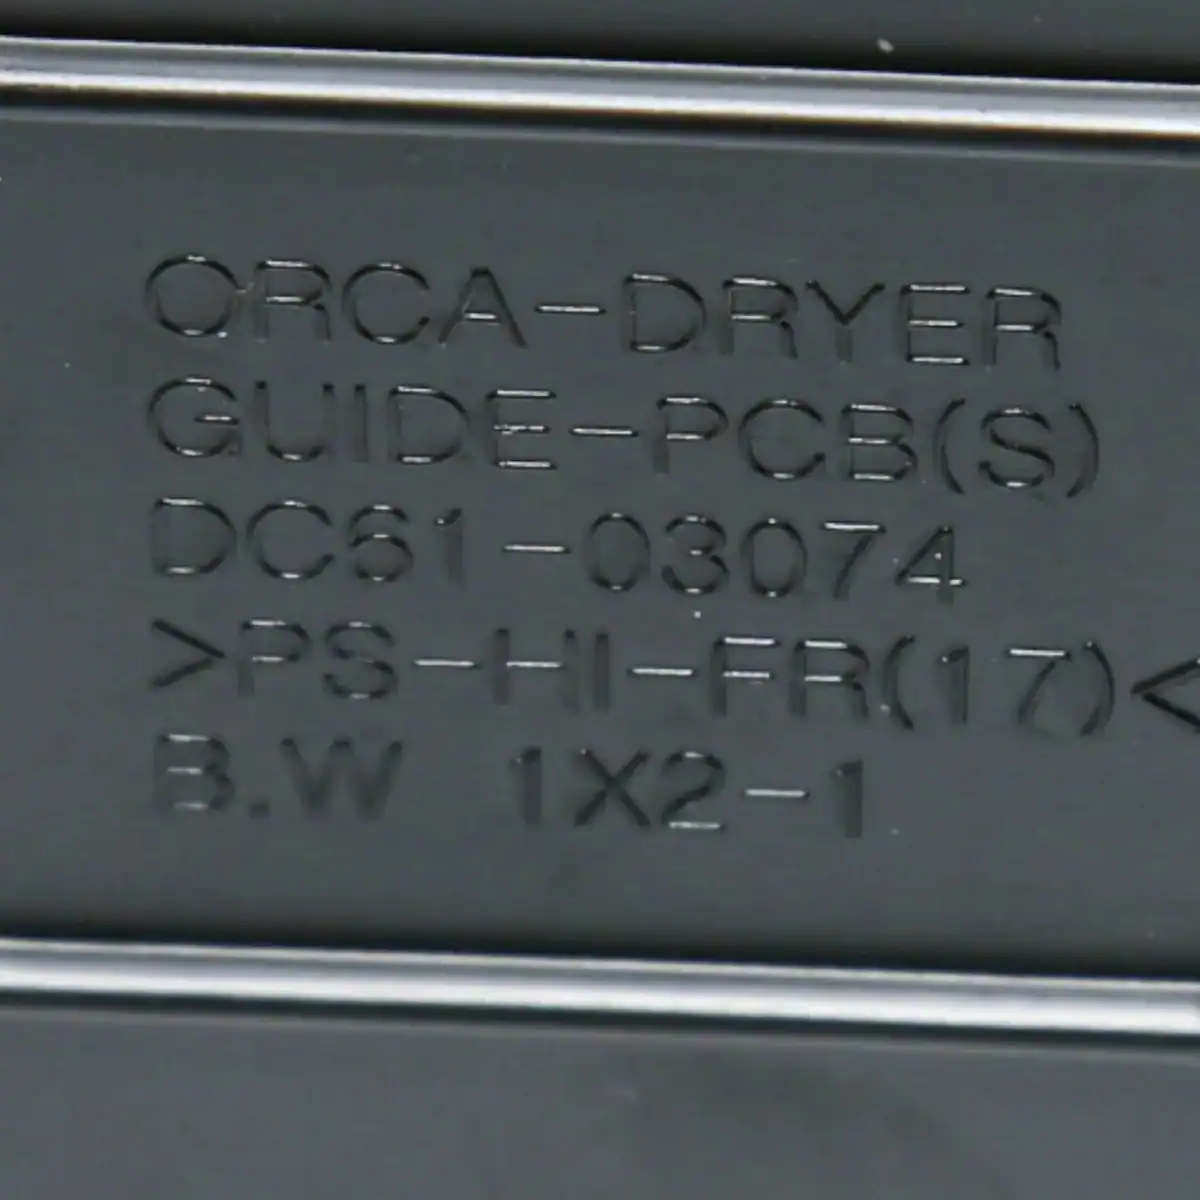 ORCA-DRYER
GUIDE-PCB(S)
DC61-03074
>PS-HI-FR(17)<
B.W 1X2-1